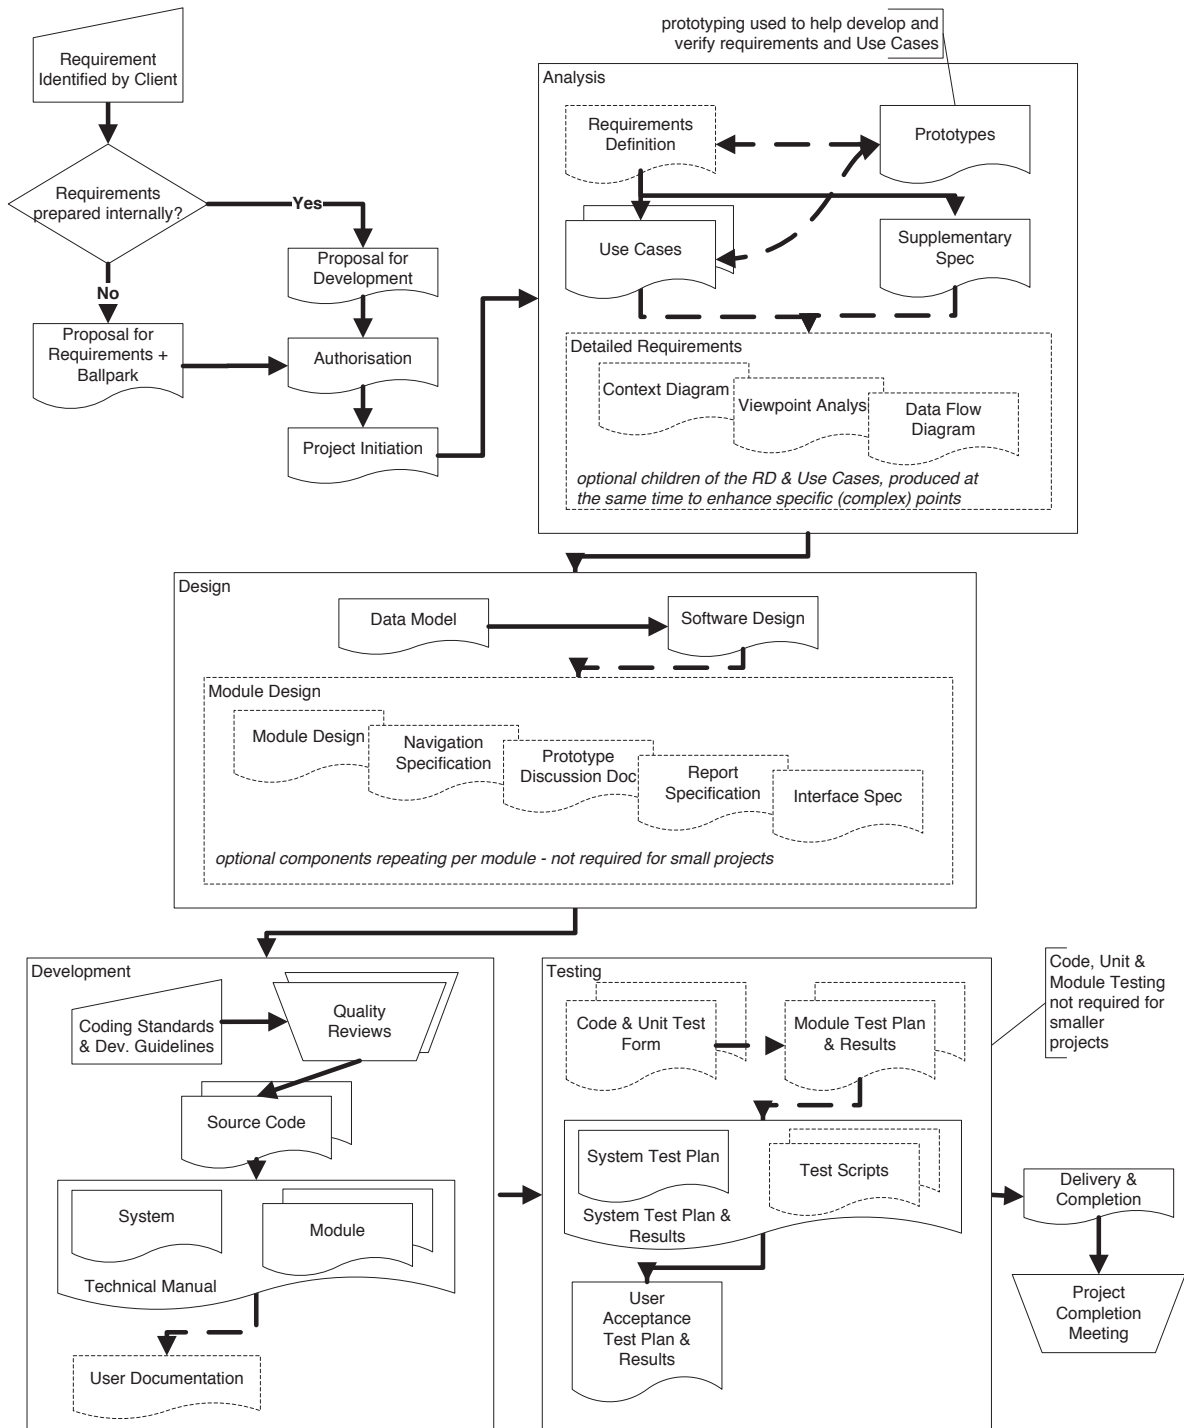 prototyping used to help develop and
verify requirements and Use Cases
Requirement
Identified by Client
Requirements
prepared internally?
Yes
No
Proposal for
Development
Proposal for
Requirements +
Ballpark
Authorisation
Project Initiation
Analysis
Requirements
Definition
Prototypes
Use Cases
Supplementary
Spec
Detailed Requirements
Context Diagram
Viewpoint Analys
Data Flow
Diagram
optional children of the RD & Use Cases, produced at
the same time to enhance specific (complex) points
Design
Data Model
Software Design
Module Design
Module Design
Navigation
Specification
Prototype
Discussion Doc
Report
Specification
Interface Spec
optional components repeating per module - not required for small projects
Development
Coding Standards
& Dev. Guidelines
Quality
Reviews
Source Code
System
Module
Technical Manual
User Documentation
Testing
Code & Unit Test
Form
Module Test Plan
& Results
System Test Plan
Test Scripts
System Test Plan &
Results
User
Acceptance
Test Plan &
Results
Code, Unit &
Module Testing
not required for
smaller
projects
Delivery &
Completion
Project
Completion
Meeting